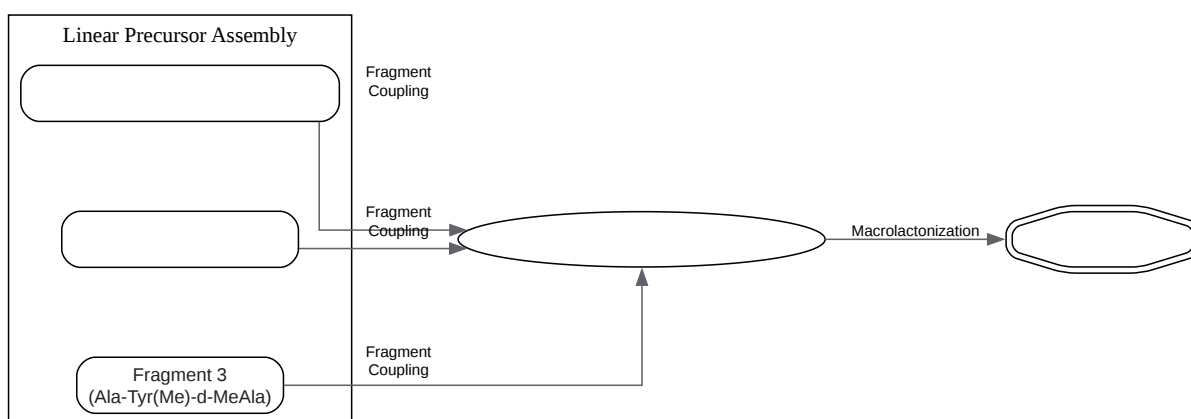 Linear Precursor Assembly
Fragment
Coupling
Fragment
Coupling
Macrolactonization
Fragment
Coupling
Fragment 3
(Ala-Tyr(Me)-d-MeAla)